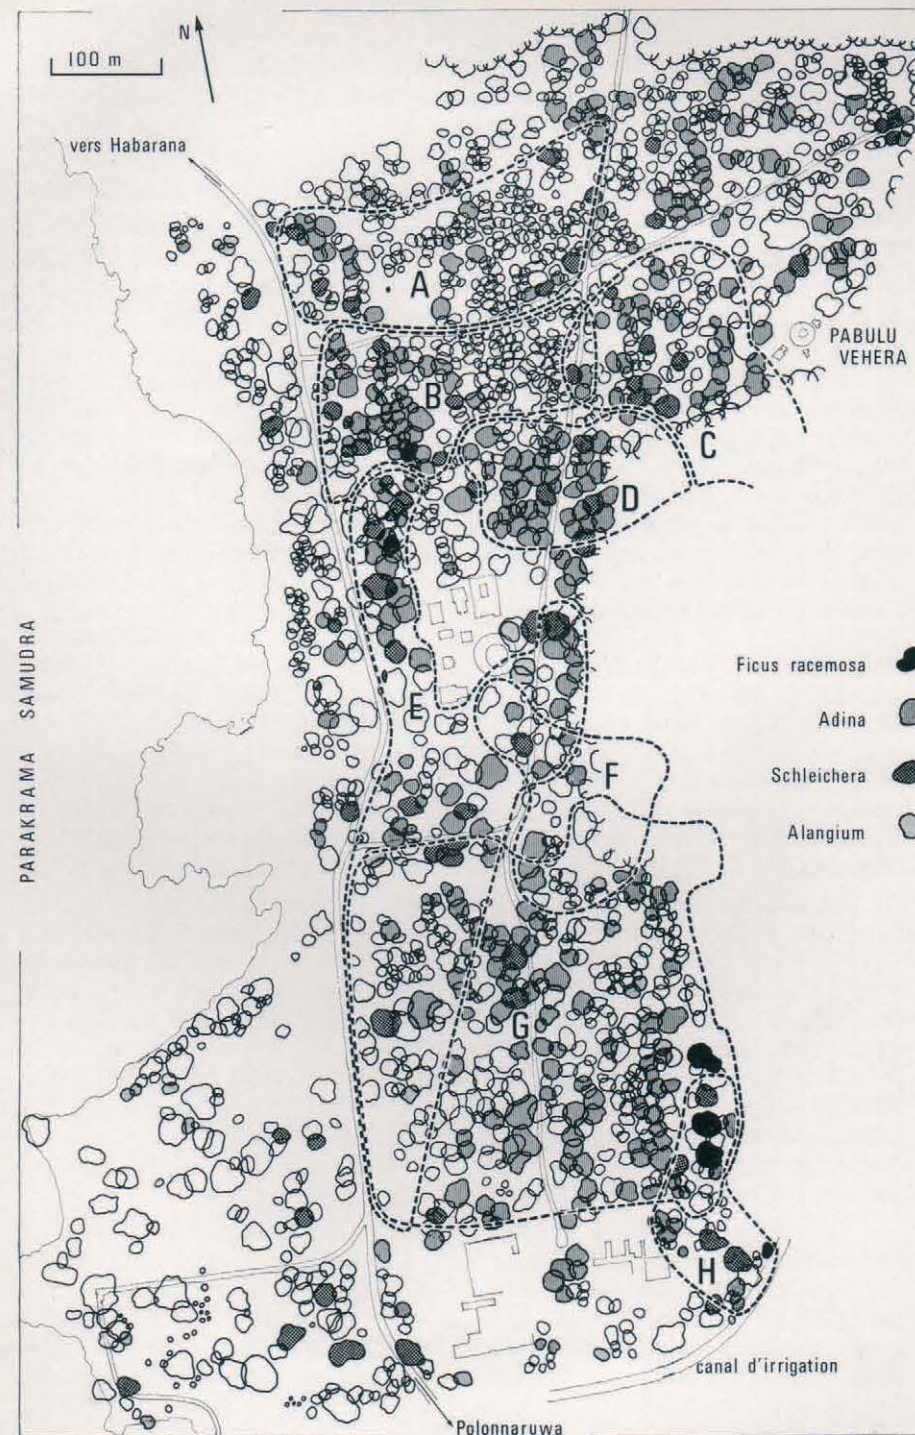 100 m
N
vers Habarana
A
PABULU
VEHERA
B
C
D
PARAKRAMA SAMUDRA
Ficus racemosa
E
Adina
F
Schleichera
Alangium
G
H
canal d'irrigation
Polonnaruwa